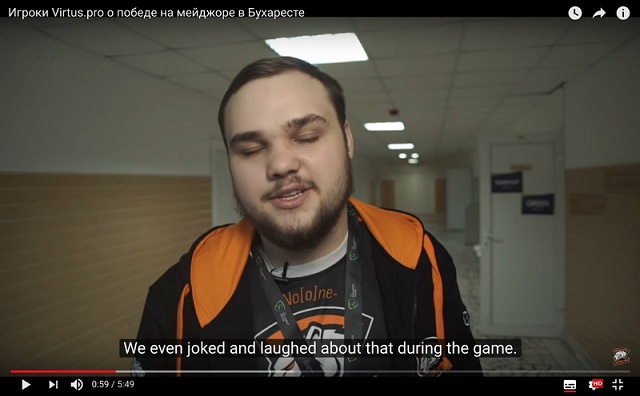 Игроки Virtus.pro о победе на мейджоре в Бухаресте
No[o]ne-
We even joked and laughed about that during the game.
0:59 / 5:49
HD